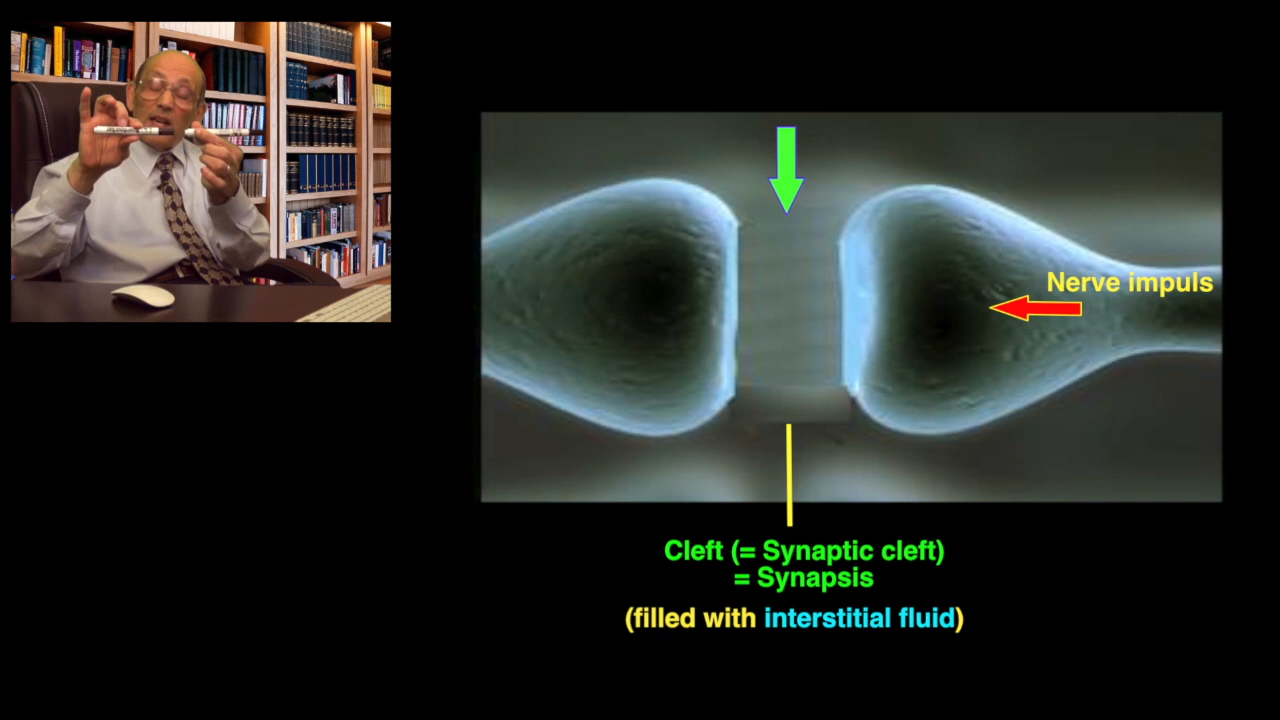 Nerve impuls
Cleft (= Synaptic cleft)
= Synapsis
(filled with interstitial fluid)